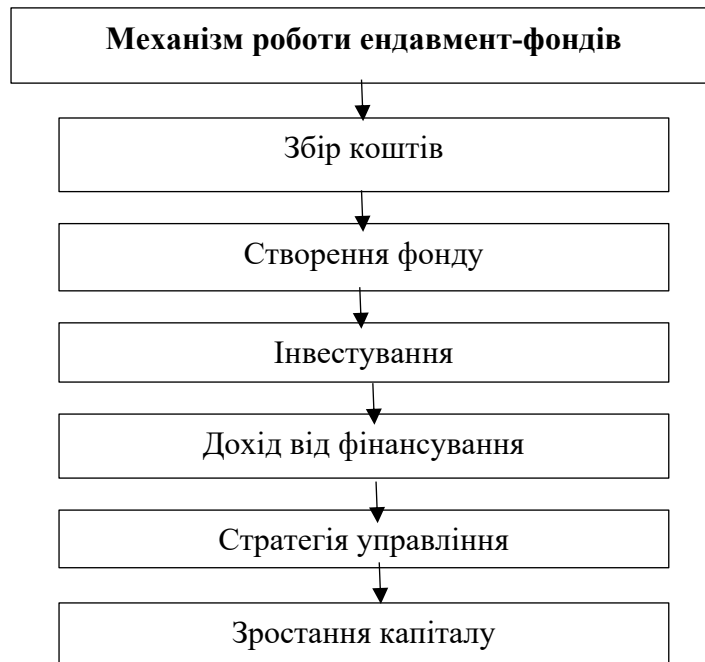 Механізм роботи ендавмент-фондів
Збір коштів
Створення фонду
Інвестування
Дохід від фінансування
Стратегія управління
Зростання капіталу